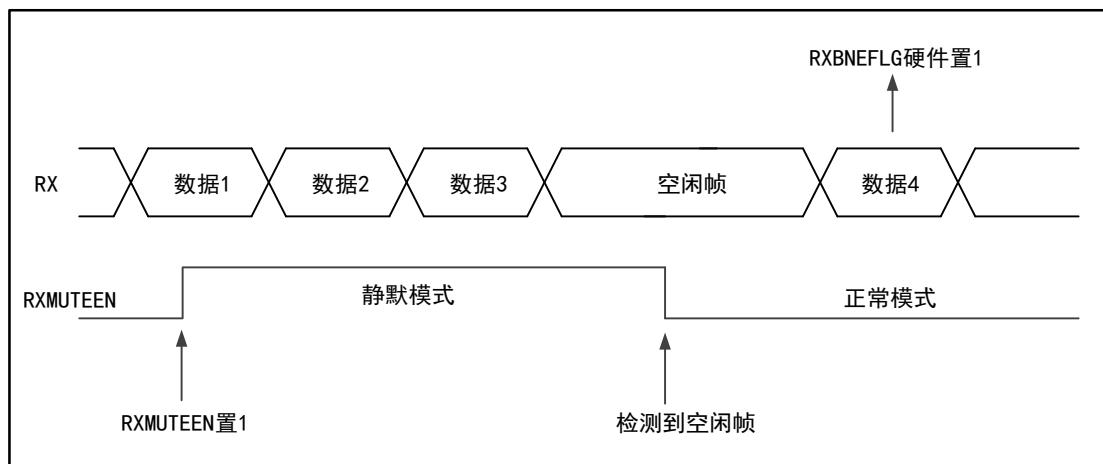 RXBNEFLG硬件置1
RX
数据1
数据2
数据3
空闲帧
数据4
RXMUTEEN
静默模式
正常模式
RXMUTEEN置1
检测到空闲帧